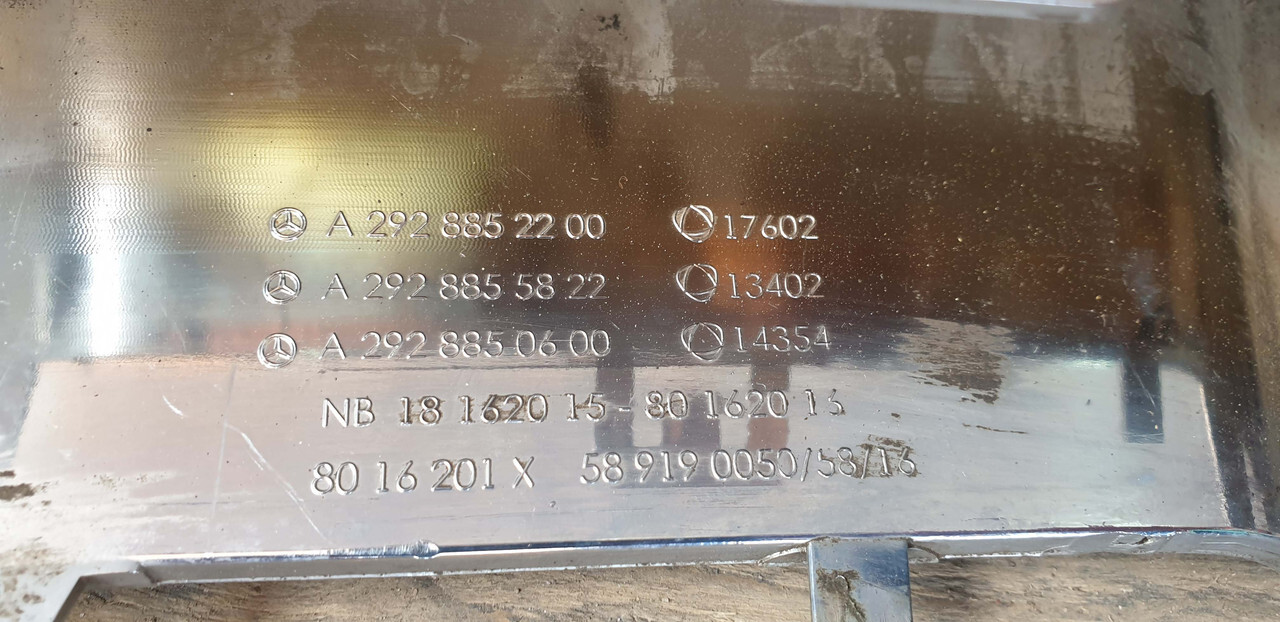 A 292 885 22 00 17602
A 292 885 58 22 13402
A 292 885 06 00 14354
NB 18 1620 15 - 80 1620 16
80 16 201 X 58 919 0050/58/16